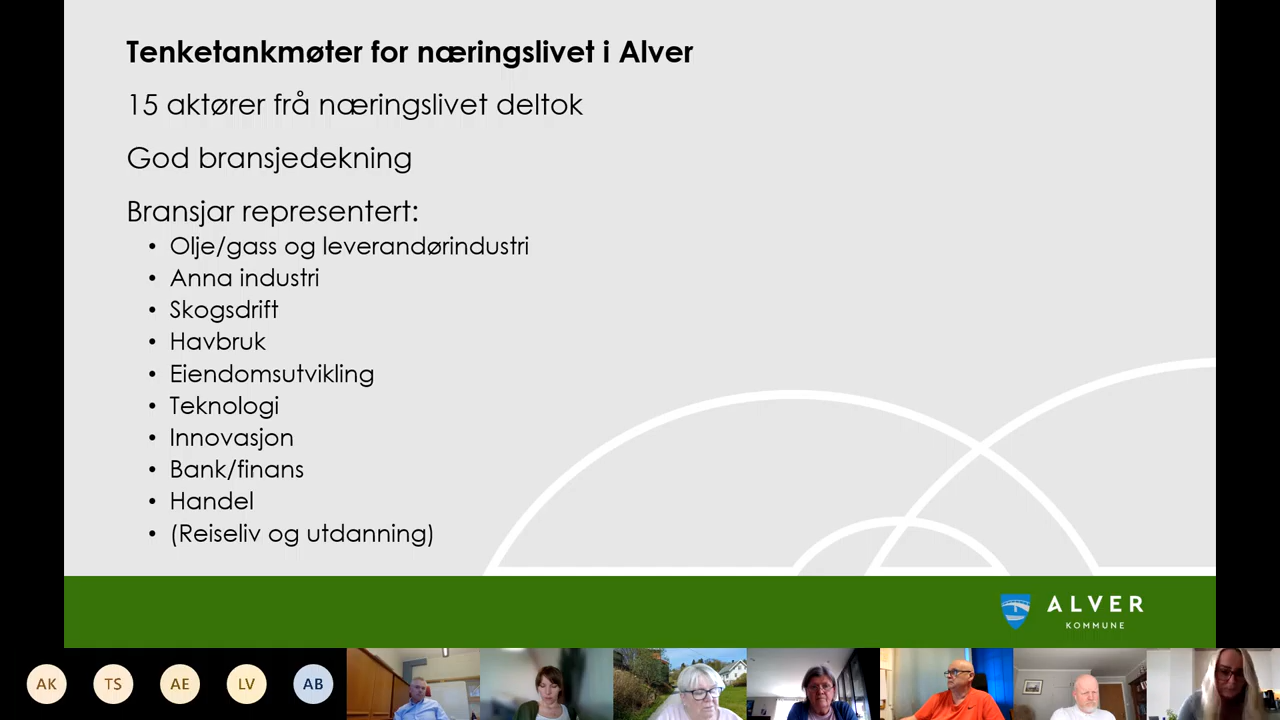 Tenketankmøter for næringslivet i Alver
15 aktører frå næringslivet deltok
God bransjedekning
Bransjar representert:
• Olje/gass og leverandørindustri
• Anna industri
• Skogsdrift
• Havbruk
• Eiendomsutvikling
• Teknologi
• Innovasjon
• Bank/finans
• Handel
• (Reiseliv og utdanning)
ALVER
KOMMUNE
AK TS AE LV AB